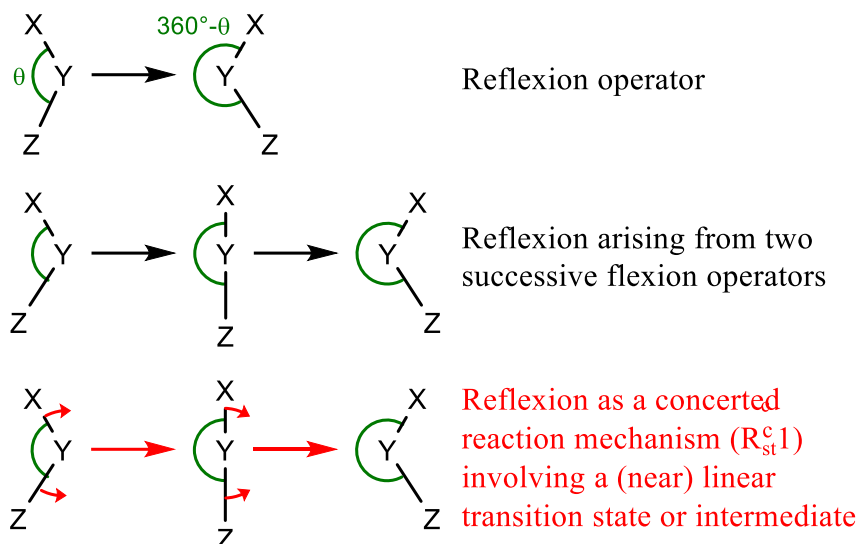 X 360°-θ X
θ Y Y Reflexion operator
Z Z
X X X
Y Y Y Reflexion arising from two
successive flexion operators
Z Z Z
X X X Reflexion as a concerted
Y Y Y reaction mechanism (R^c_st1)
involving a (near) linear
Z Z Z transition state or intermediate